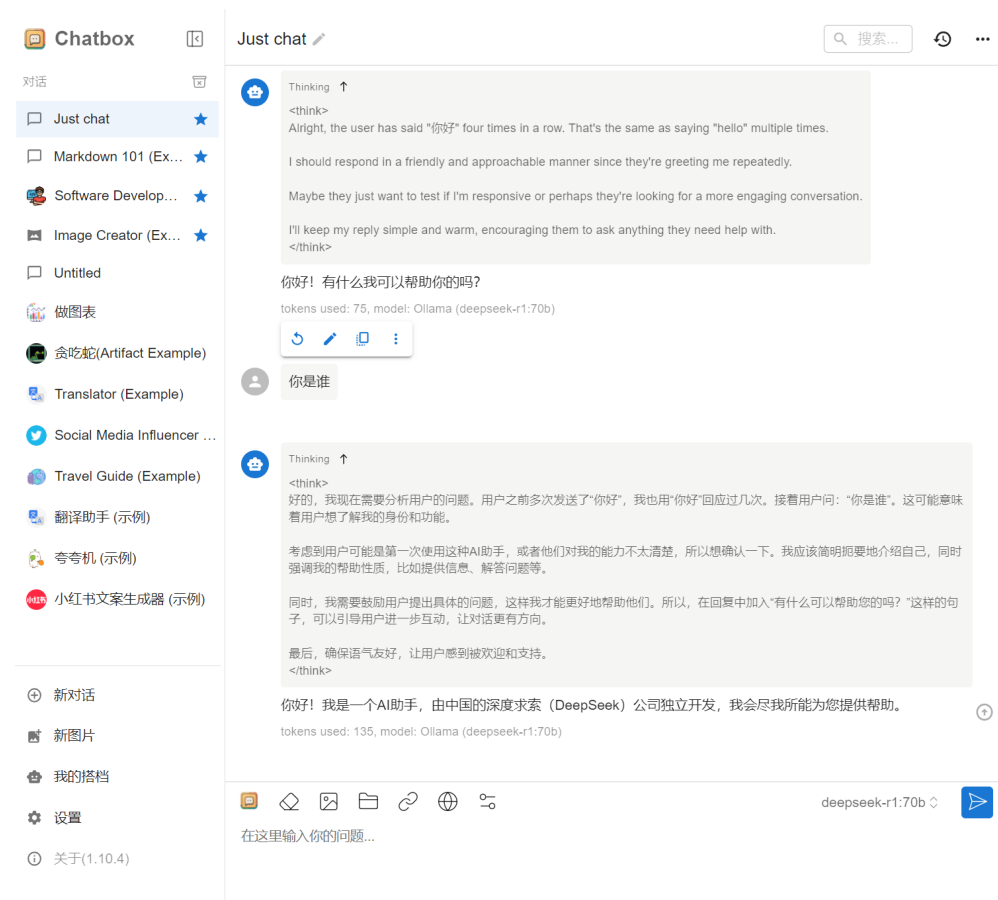 Chatbox
对话
Just chat
Markdown 101 (Ex...
Software Develop...
Image Creator (Ex...
Untitled
做图表
贪吃蛇(Artifact Example)
Translator (Example)
Social Media Influencer ...
Travel Guide (Example)
翻译助手 (示例)
夸夸机 (示例)
小红书
小红书文案生成器 (示例)
新对话
新图片
我的搭档
设置
关于(1.10.4)
Just chat
搜索...
Thinking
<think>
Alright, the user has said "你好" four times in a row. That's the same as saying "hello" multiple times.
I should respond in a friendly and approachable manner since they're greeting me repeatedly.
Maybe they just want to test if I'm responsive or perhaps they're looking for a more engaging conversation.
I'll keep my reply simple and warm, encouraging them to ask anything they need help with.
</think>
你好！有什么我可以帮助你的吗？
tokens used: 75, model: Ollama (deepseek-r1:70b)
你是谁
Thinking
<think>
好的，我现在需要分析用户的问题。用户之前多次发送了“你好”，我也用“你好”回应过几次。接着用户问：“你是谁”。这可能意味
着用户想了解我的身份和功能。
考虑到用户可能是第一次使用这种AI助手，或者他们对我的能力不太清楚，所以想确认一下。我应该简明扼要地介绍自己，同时
强调我的帮助性质，比如提供信息、解答问题等。
同时，我需要鼓励用户提出具体的问题，这样我才能更好地帮助他们。所以，在回复中加入“有什么可以帮助您的吗？”这样的句
子，可以引导用户进一步互动，让对话更有方向。
最后，确保语气友好，让用户感到被欢迎和支持。
</think>
你好！我是一个AI助手，由中国的深度求索（DeepSeek）公司独立开发，我会尽我所能为您提供帮助。
tokens used: 135, model: Ollama (deepseek-r1:70b)
deepseek-r1:70b
在这里输入你的问题...